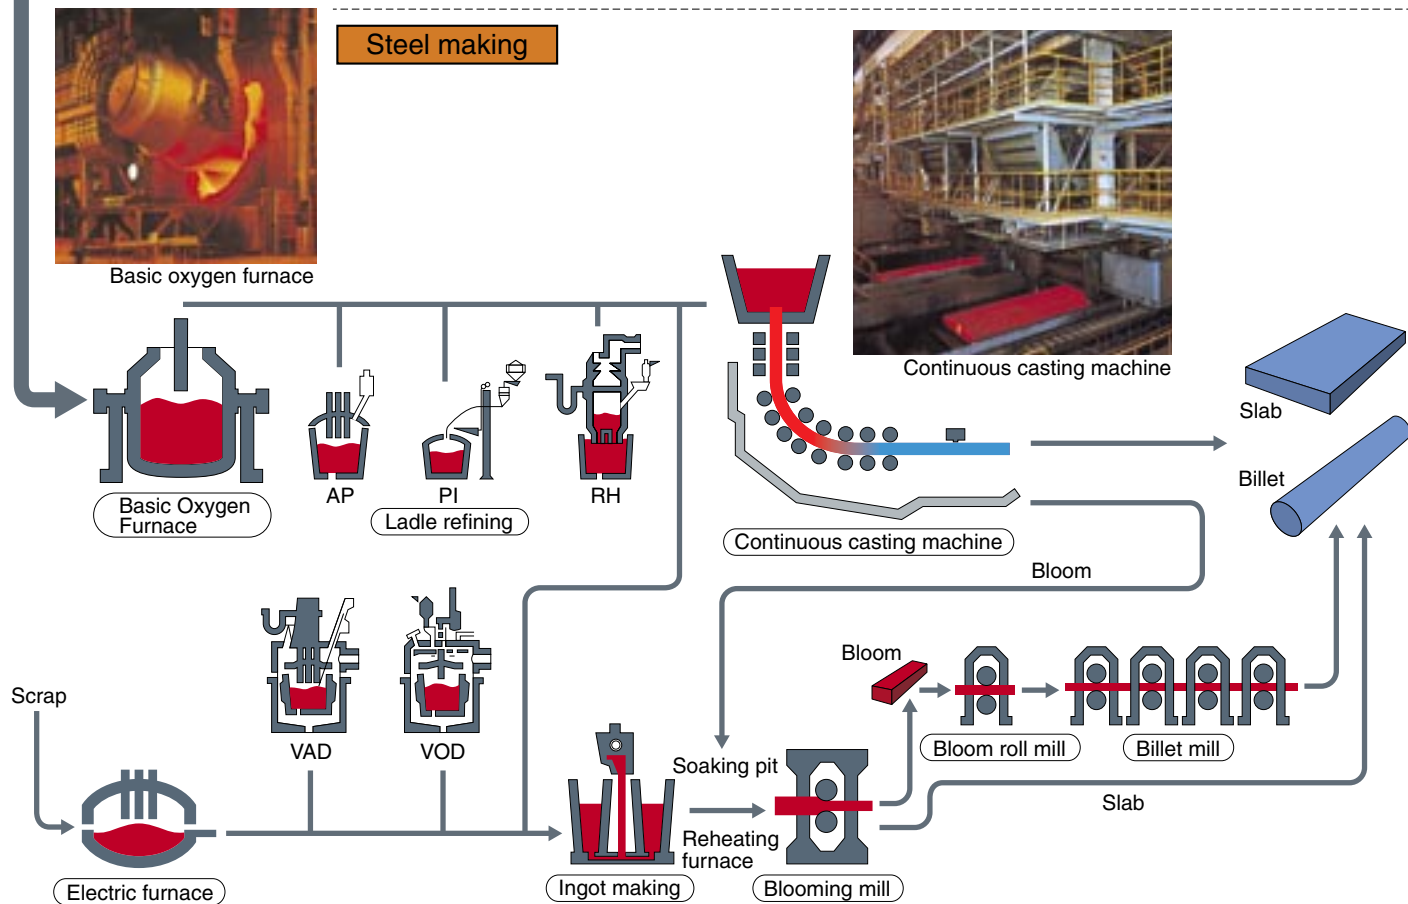 Steel making
Basic oxygen furnace
Continuous casting machine
Slab
Billet
AP
PI
RH
Basic Oxygen
Furnace
Ladle refining
Continuous casting machine
Bloom
Bloom
Scrap
VAD
VOD
Soaking pit
Bloom roll mill
Billet mill
Slab
Reheating
furnace
Electric furnace
Ingot making
Blooming mill